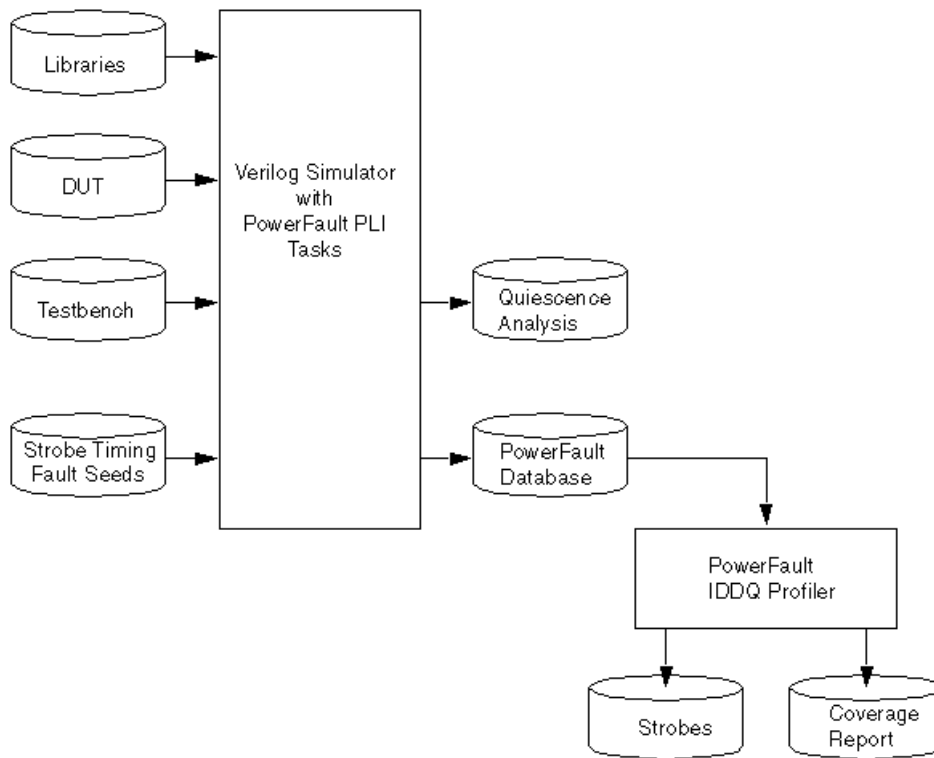 Libraries
DUT
Verilog Simulator
with
PowerFault PLI
Tasks
Testbench
Quiescence
Analysis
Strobe Timing
Fault Seeds
PowerFault
Database
PowerFault
IDDQ Profiler
Strobes
Coverage
Report